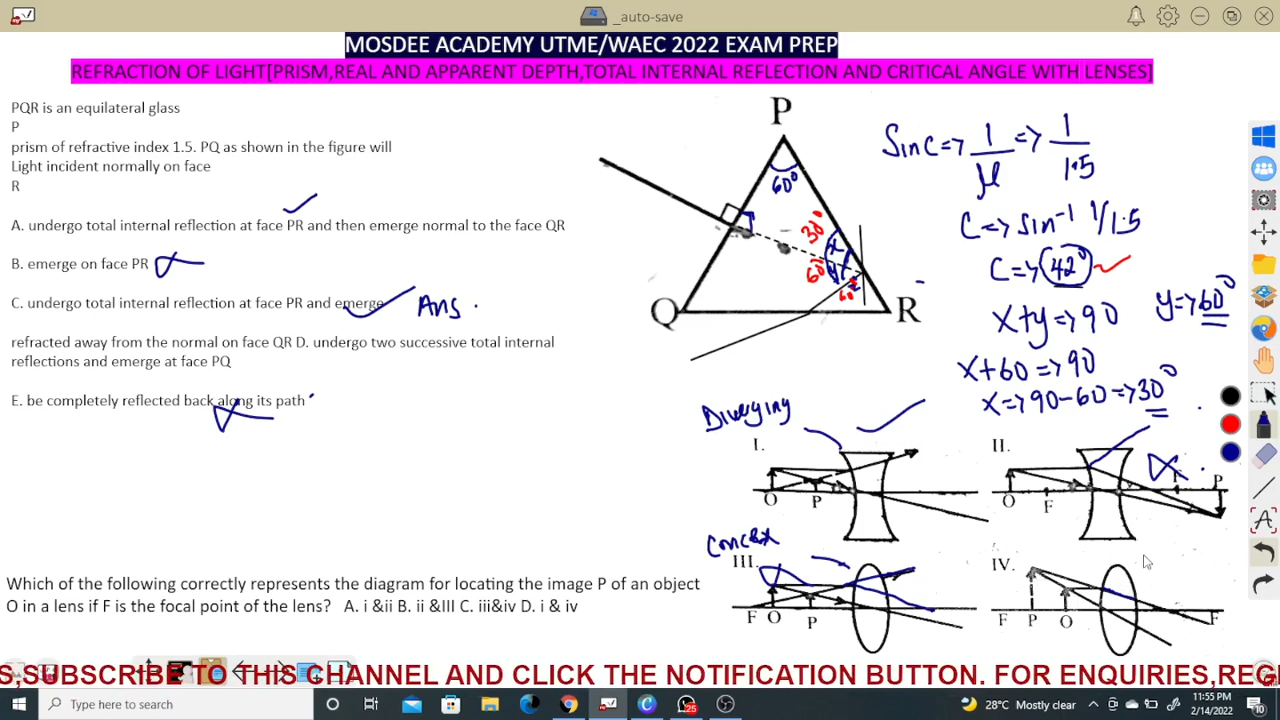 _auto-save
MOSDEE ACADEMY UTME/WAEC 2022 EXAM PREP
REFRACTION OF LIGHT[PRISM,REAL AND APPARENT DEPTH,TOTAL INTERNAL REFLECTION AND CRITICAL ANGLE WITH LENSES]
PQR is an equilateral glass
P
prism of refractive index 1.5. PQ as shown in the figure will
Light incident normally on face
R
A. undergo total internal reflection at face PR and then emerge normal to the face QR
B. emerge on face PR
C. undergo total internal reflection at face PR and emerge
Ans.
refracted away from the normal on face QR D. undergo two successive total internal
reflections and emerge at face PQ
E. be completely reflected back along its path
P
60°
30°
x
60°
y
60°
Q
R
Sin C => 1/μ => 1/1.5
C => Sin⁻¹ 1/1.5
C => 42°
x + y => 90
y => 60°
x + 60 => 90
x => 90 - 60 => 30°
Diverging
I.
O
P
II.
O
F
P
Convex
III.
F
O
P
IV.
F
P
O
F
Which of the following correctly represents the diagram for locating the image P of an object
O in a lens if F is the focal point of the lens? A. i &ii B. ii &III C. iii&iv D. i & iv
S,SUBSCRIBE TO THIS CHANNEL AND CLICK THE NOTIFICATION BUTTON. FOR ENQUIRIES,REG
Type here to search
25
28°C Mostly clear
11:55 PM
2/14/2022
10